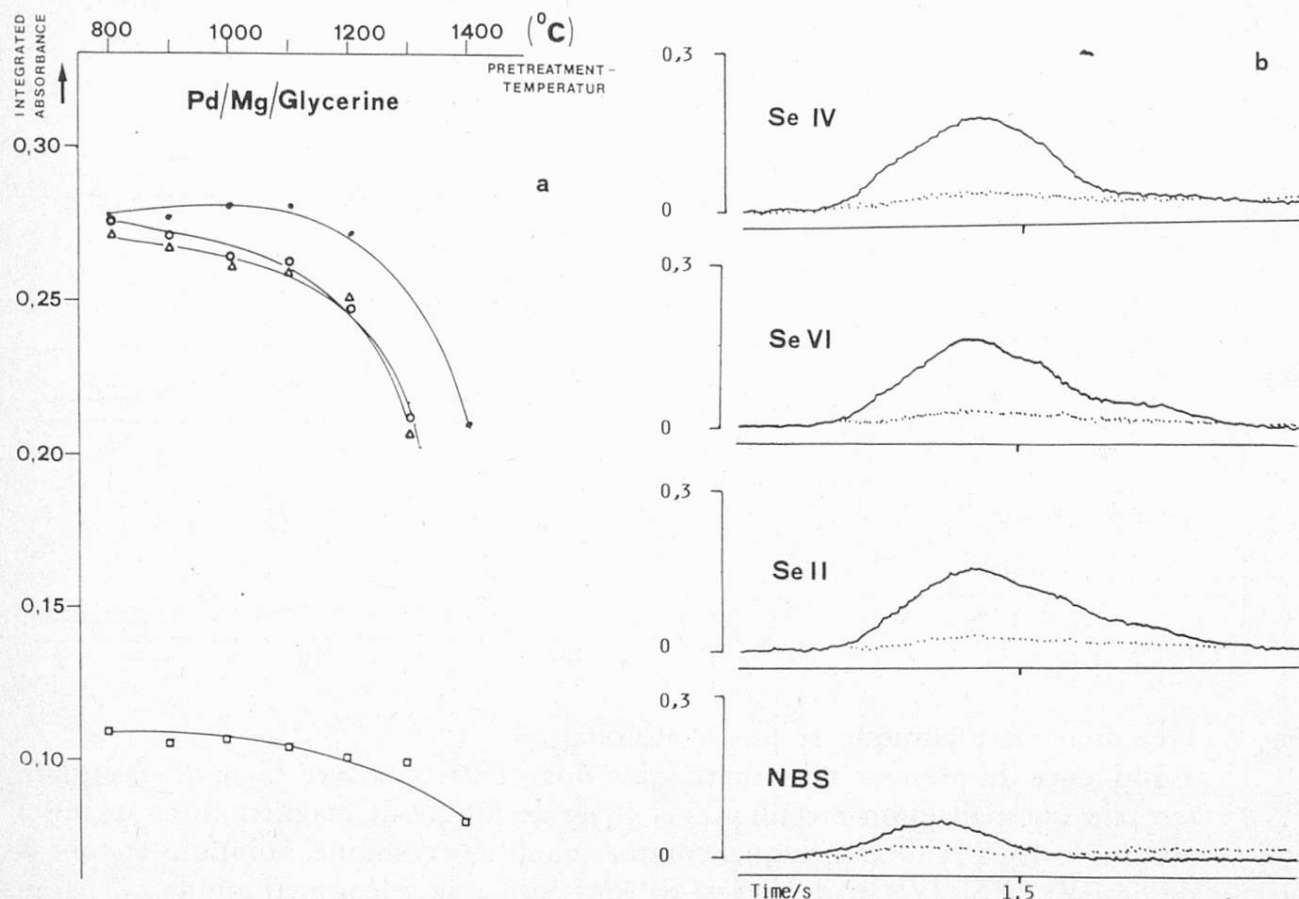 800 1000 1200 1400 (°C)
INTEGRATED
ABSORBANCE
PRETREATMENT-
TEMPERATUR
Pd/Mg/Glycerine
a
0,30
0,25
0,20
0.15
0.10
b
0,3
Se IV
0
0,3
Se VI
0
0,3
Se II
0
0,3
NBS
0
Time/s 1.5